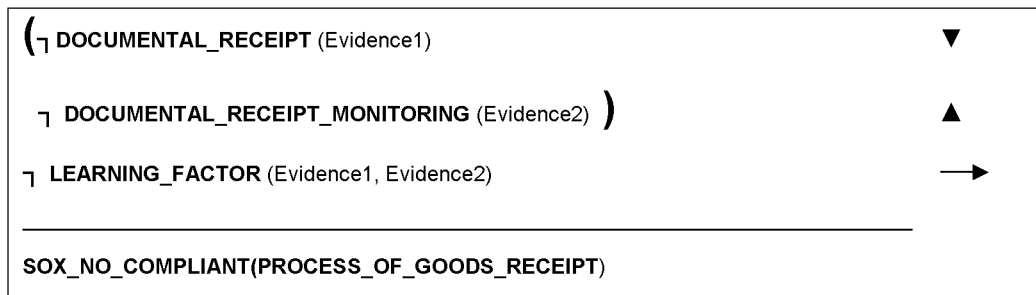 (┐ DOCUMENTAL_RECEIPT (Evidence1) ▼
┐ DOCUMENTAL_RECEIPT_MONITORING (Evidence2) ) ▲
┐ LEARNING_FACTOR (Evidence1, Evidence2) →
SOX_NO_COMPLIANT(PROCESS_OF_GOODS_RECEIPT)